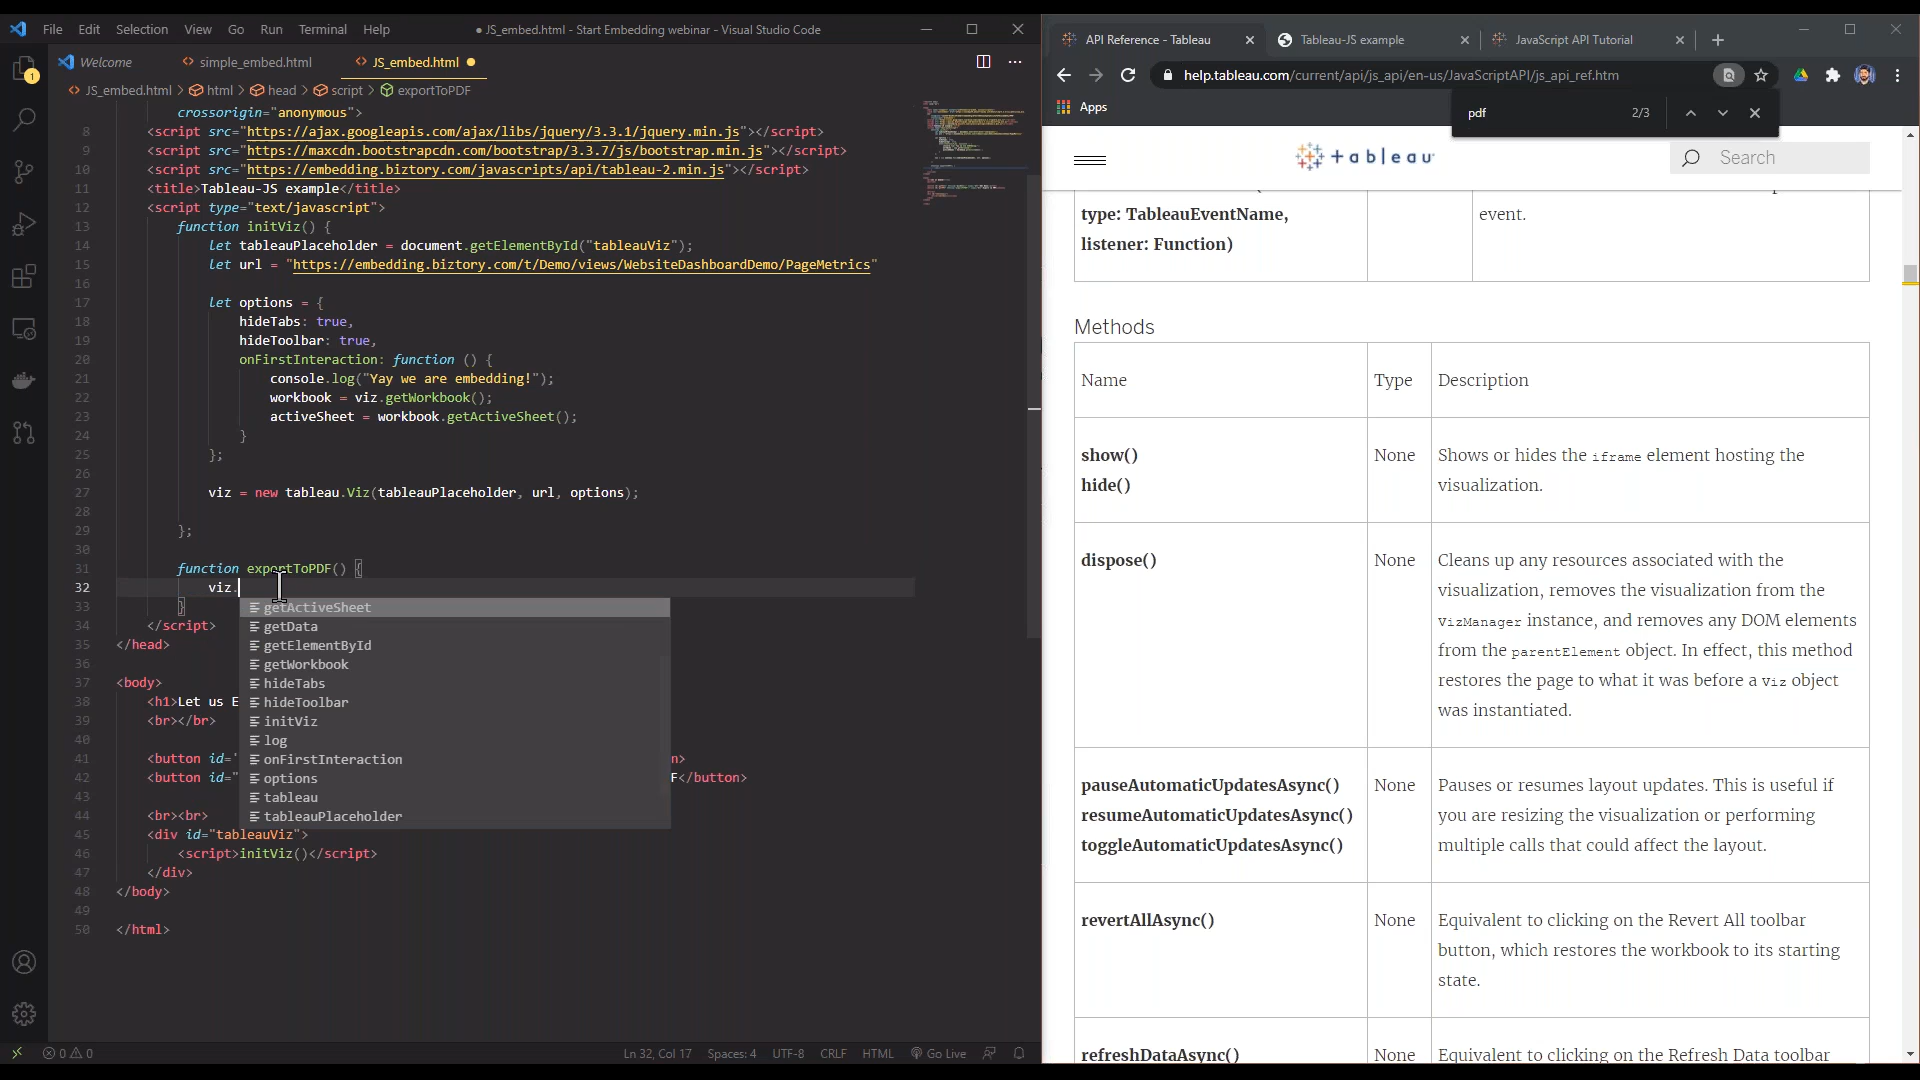 File Edit Selection View Go Run Terminal Help
● JS_embed.html - Start Embedding webinar - Visual Studio Code
1
Welcome
simple_embed.html
JS_embed.html ●
JS_embed.html > html > head > script > exportToPDF
crossorigin="anonymous">
8 <script src="https://ajax.googleapis.com/ajax/libs/jquery/3.3.1/jquery.min.js"></script>
9 <script src="https://maxcdn.bootstrapcdn.com/bootstrap/3.3.7/js/bootstrap.min.js"></script>
10 <script src="https://embedding.biztory.com/javascripts/api/tableau-2.min.js"></script>
11 <title>Tableau-JS example</title>
12 <script type="text/javascript">
13 function initViz() {
14 let tableauPlaceholder = document.getElementById("tableauViz");
15 let url = "https://embedding.biztory.com/t/Demo/views/WebsiteDashboardDemo/PageMetrics"
16
17 let options = {
18 hideTabs: true,
19 hideToolbar: true,
20 onFirstInteraction: function () {
21 console.log("Yay we are embedding!");
22 workbook = viz.getWorkbook();
23 activeSheet = workbook.getActiveSheet();
24 }
25 };
26
27 viz = new tableau.Viz(tableauPlaceholder, url, options);
28
29 };
30
31 function exportToPDF() {
32 viz.
33 }
34 </script>
35 </head>
36
37 <body>
38 <h1>Let us E
39 <br></br>
40
41 <button id=" n>
42 <button id=" F</button>
43
44 <br><br>
45 <div id="tableauViz">
46 <script>initViz()</script>
47 </div>
48 </body>
49
50 </html>
getActiveSheet
getData
getElementById
getWorkbook
hideTabs
hideToolbar
initViz
log
onFirstInteraction
options
tableau
tableauPlaceholder
0 0
Ln 32, Col 17 Spaces: 4 UTF-8 CRLF HTML Go Live
API Reference - Tableau
Tableau-JS example
JavaScript API Tutorial
help.tableau.com/current/api/js_api/en-us/JavaScriptAPI/js_api_ref.htm
Apps
pdf 2/3
tableau
Search
type: TableauEventName,
listener: Function)
event.
Methods
Name Type Description
show()
hide()
None
Shows or hides the iframe element hosting the
visualization.
dispose()
None
Cleans up any resources associated with the
visualization, removes the visualization from the
VizManager instance, and removes any DOM elements
from the parentElement object. In effect, this method
restores the page to what it was before a Viz object
was instantiated.
pauseAutomaticUpdatesAsync()
resumeAutomaticUpdatesAsync()
toggleAutomaticUpdatesAsync()
None
Pauses or resumes layout updates. This is useful if
you are resizing the visualization or performing
multiple calls that could affect the layout.
revertAllAsync()
None
Equivalent to clicking on the Revert All toolbar
button, which restores the workbook to its starting
state.
refreshDataAsync()
None
Equivalent to clicking on the Refresh Data toolbar